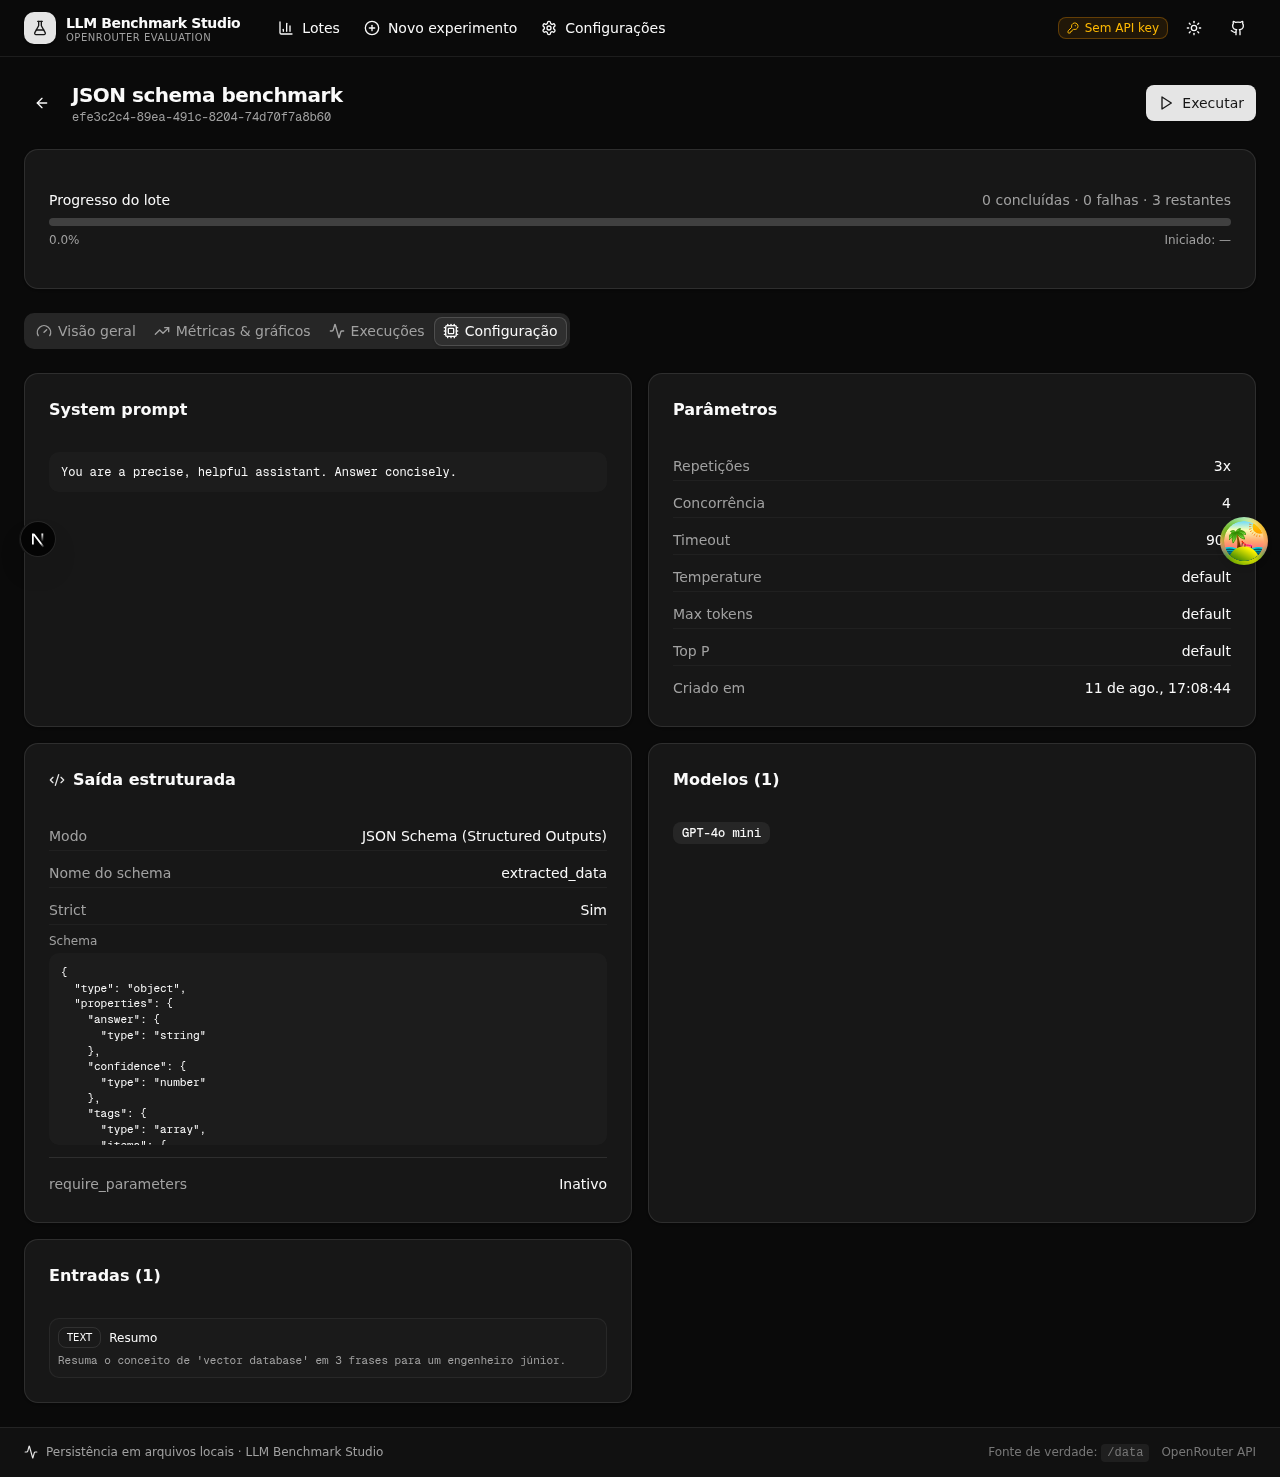 LLM Benchmark Studio
OPENROUTER EVALUATION
Lotes
Novo experimento
Configurações
Sem API key
JSON schema benchmark
efe3c2c4-89ea-491c-8204-74d70f7a8b60
Executar
Progresso do lote
0 concluídas · 0 falhas · 3 restantes
0.0%
Iniciado: —
Visão geral
Métricas & gráficos
Execuções
Configuração
System prompt
You are a precise, helpful assistant. Answer concisely.
Parâmetros
Repetições 3x
Concorrência 4
Timeout 90
Temperature default
Max tokens default
Top P default
Criado em 11 de ago., 17:08:44
Saída estruturada
Modo JSON Schema (Structured Outputs)
Nome do schema extracted_data
Strict Sim
Schema
{
"type": "object",
"properties": {
"answer": {
"type": "string"
},
"confidence": {
"type": "number"
},
"tags": {
"type": "array",
"items": {
require_parameters Inativo
Modelos (1)
GPT-4o mini
Entradas (1)
TEXT Resumo
Resuma o conceito de 'vector database' em 3 frases para um engenheiro júnior.
Persistência em arquivos locais · LLM Benchmark Studio
Fonte de verdade: /data OpenRouter API